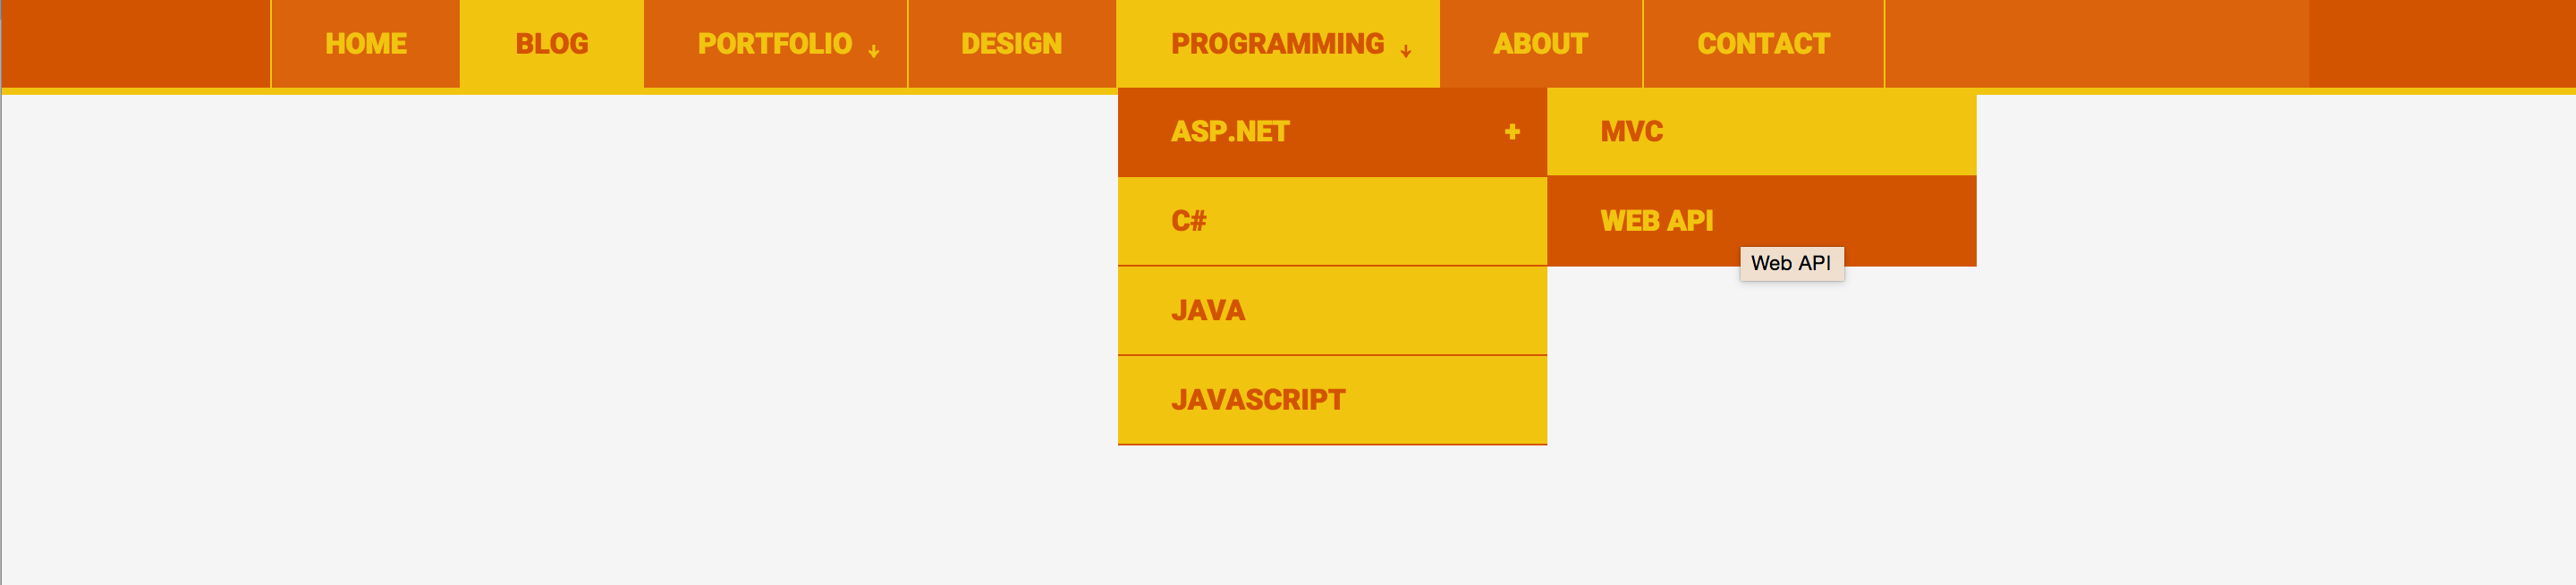 HOME BLOG PORTFOLIO ↓ DESIGN PROGRAMMING ↓ ABOUT CONTACT
ASP.NET + MVC
C# WEB API
Web API
JAVA
JAVASCRIPT